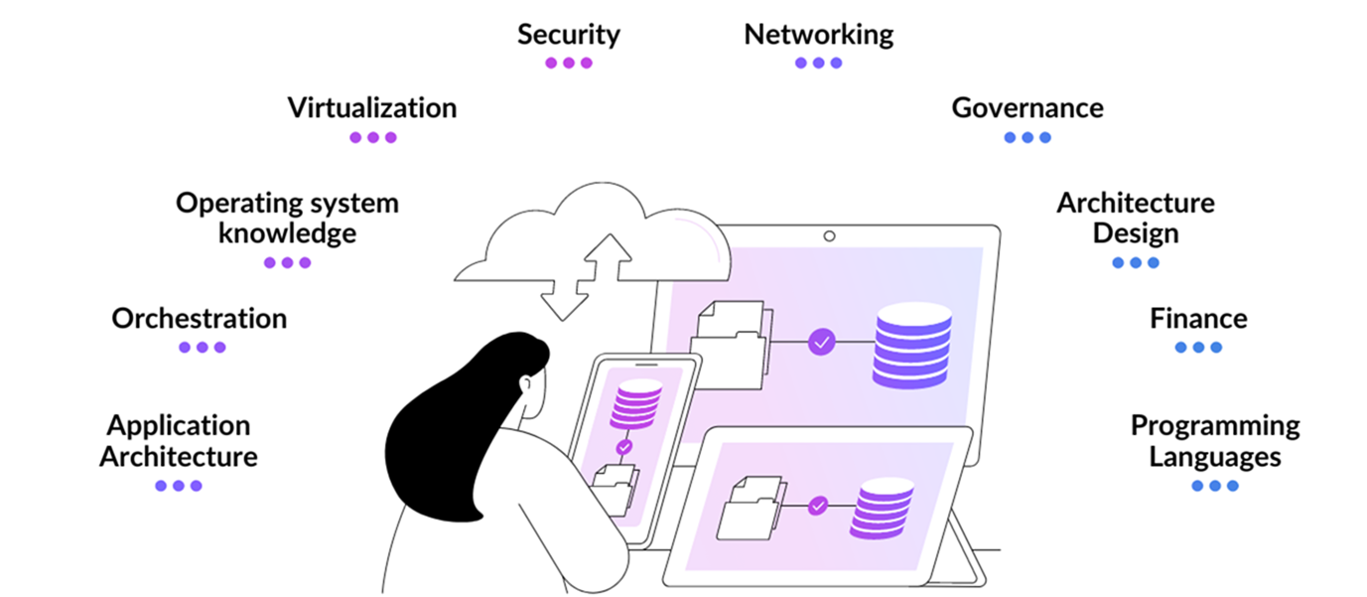 Security
Networking
Virtualization
Governance
Operating system
knowledge
Architecture
Design
Orchestration
Finance
Application
Architecture
Programming
Languages